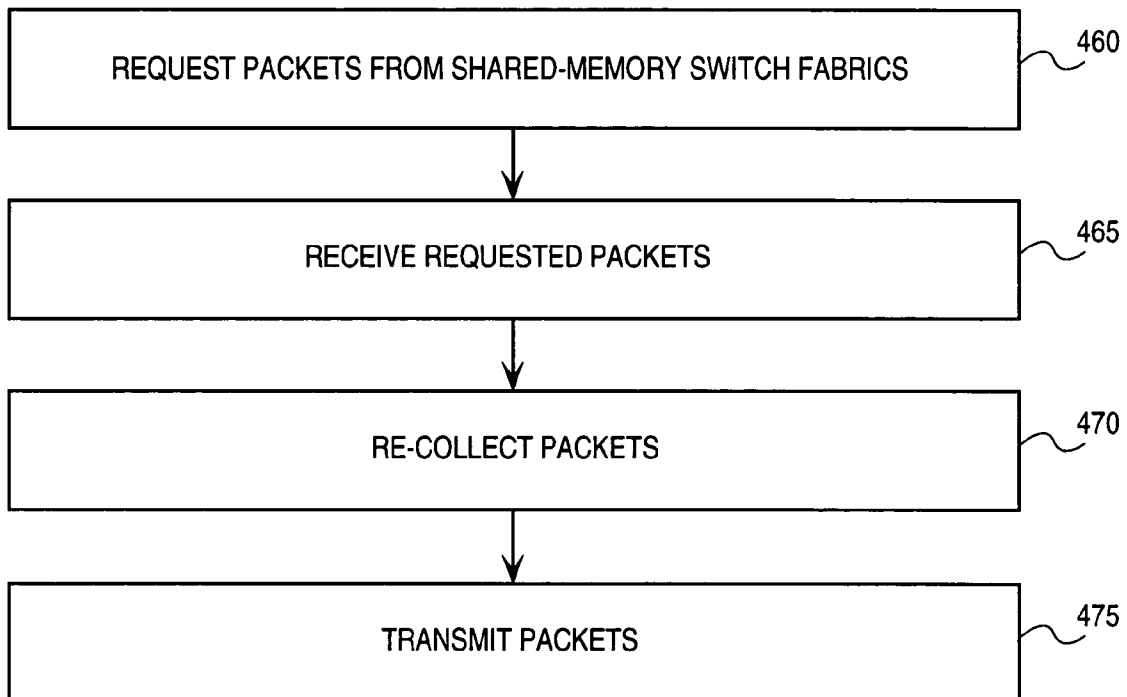 REQUEST PACKETS FROM SHARED-MEMORY SWITCH FABRICS
460
RECEIVE REQUESTED PACKETS
465
RE-COLLECT PACKETS
470
TRANSMIT PACKETS
475